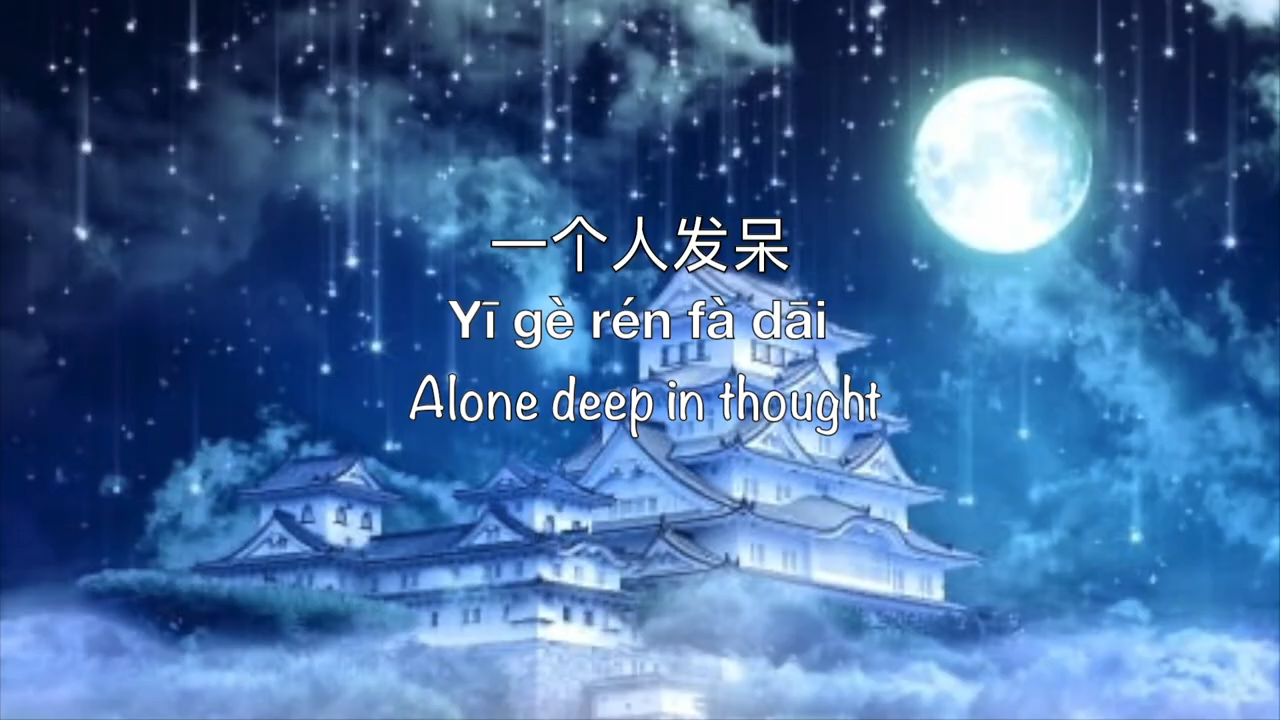 一个人发呆
Yī gè rén fà dāi
Alone deep in thought